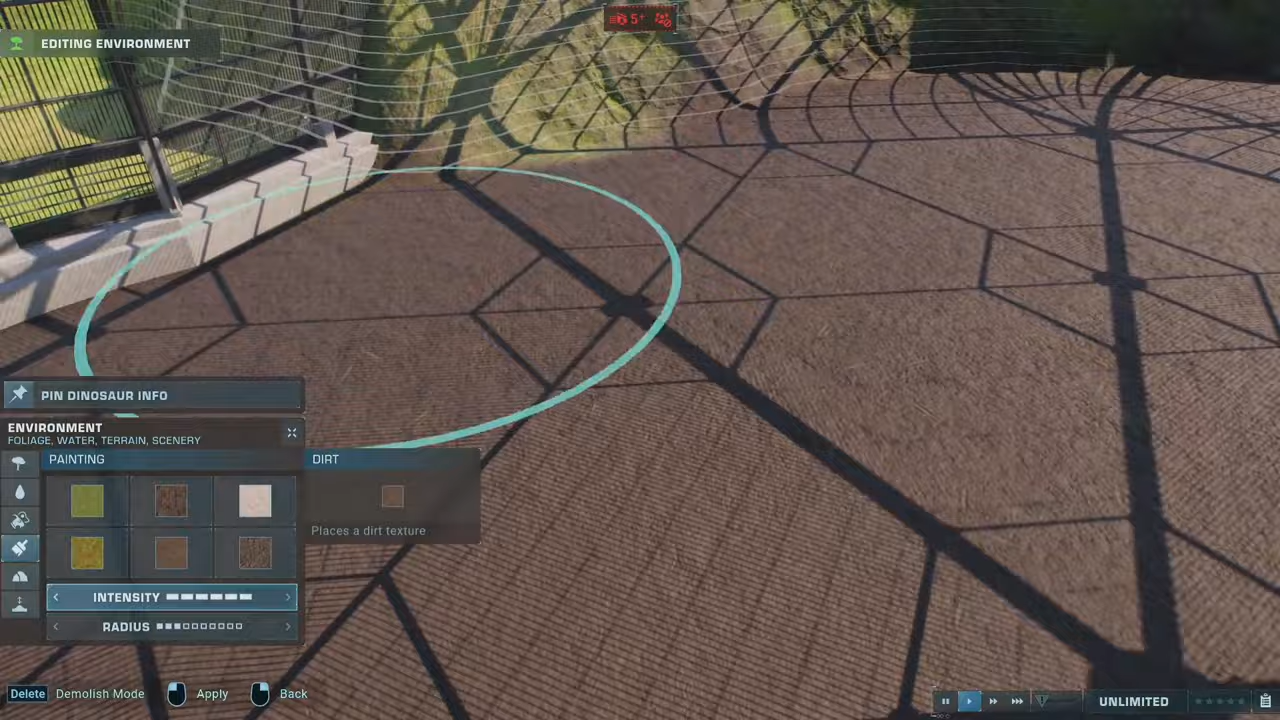 5+
EDITING ENVIRONMENT
PIN DINOSAUR INFO
ENVIRONMENT
FOLIAGE, WATER, TERRAIN, SCENERY
PAINTING
DIRT
Places a dirt texture
INTENSITY
RADIUS
Delete Demolish Mode Apply Back
UNLIMITED